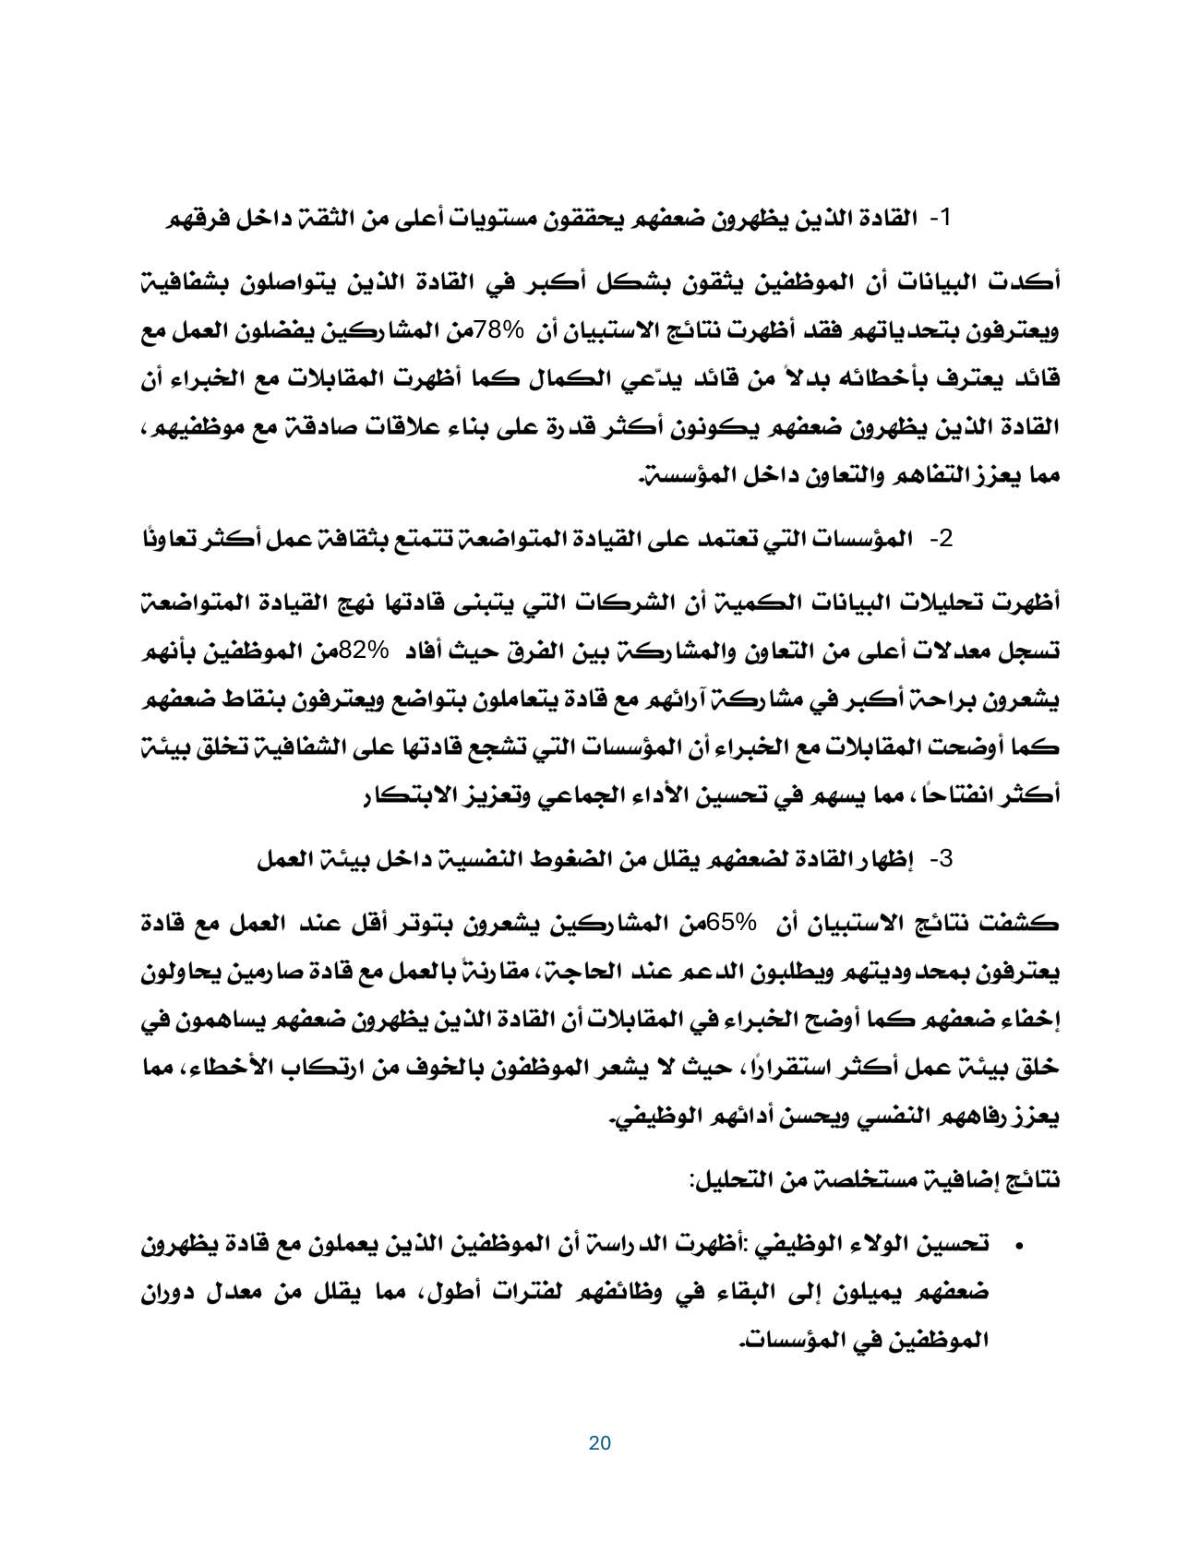 1- القادة الذين يظهرون ضعفهم يحققون مستويات أعلى من الثقة داخل فرقهم
أكدت البيانات أن الموظفين يثقون بشكل أكبر في القادة الذين يتواصلون بشفافية
ويعترفون بتحدياتهم فقد أظهرت نتائج الاستبيان أن 78%من المشاركين يفضلون العمل مع
قائد يعترف بأخطائه بدلاً من قائد يدّعي الكمال كما أظهرت المقابلات مع الخبراء أن
القادة الذين يظهرون ضعفهم يكونون أكثر قدرة على بناء علاقات صادقة مع موظفيهم،
مما يعزز التفاهم والتعاون داخل المؤسسة.
2- المؤسسات التي تعتمد على القيادة المتواضعة تتمتع بثقافة عمل أكثر تعاونًا
أظهرت تحليلات البيانات الكمية أن الشركات التي يتبنى قادتها نهج القيادة المتواضعة
تسجل معدلات أعلى من التعاون والمشاركة بين الفرق حيث أفاد 82%من الموظفين بأنهم
يشعرون براحة أكبر في مشاركة آرائهم مع قادة يتعاملون بتواضع ويعترفون بنقاط ضعفهم
كما أوضحت المقابلات مع الخبراء أن المؤسسات التي تشجع قادتها على الشفافية تخلق بيئة
أكثر انفتاحًا، مما يسهم في تحسين الأداء الجماعي وتعزيز الابتكار
3- إظهار القادة لضعفهم يقلل من الضغوط النفسية داخل بيئة العمل
كشفت نتائج الاستبيان أن 65%من المشاركين يشعرون بتوتر أقل عند العمل مع قادة
يعترفون بمحدوديتهم ويطلبون الدعم عند الحاجة، مقارنةً بالعمل مع قادة صارمين يحاولون
إخفاء ضعفهم كما أوضح الخبراء في المقابلات أن القادة الذين يظهرون ضعفهم يساهمون في
خلق بيئة عمل أكثر استقرارًا، حيث لا يشعر الموظفون بالخوف من ارتكاب الأخطاء، مما
يعزز رفاههم النفسي ويحسن أدائهم الوظيفي.
نتائج إضافية مستخلصة من التحليل:
• تحسين الولاء الوظيفي :أظهرت الدراسة أن الموظفين الذين يعملون مع قادة يظهرون
ضعفهم يميلون إلى البقاء في وظائفهم لفترات أطول، مما يقلل من معدل دوران
الموظفين في المؤسسات.
20